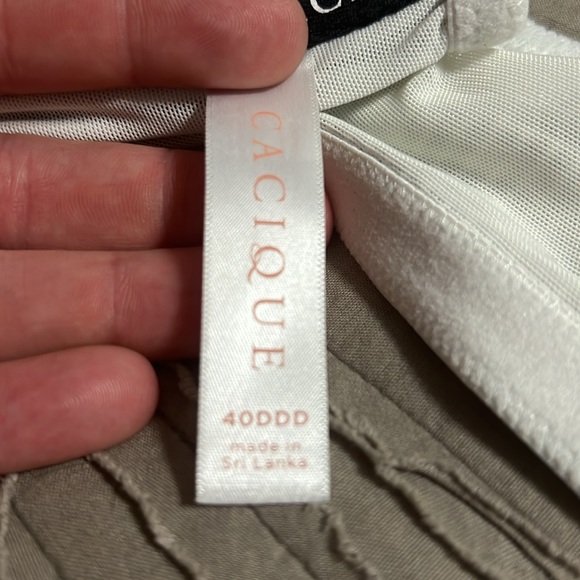 CACIQUE
40DDD
made in
Sri Lanka